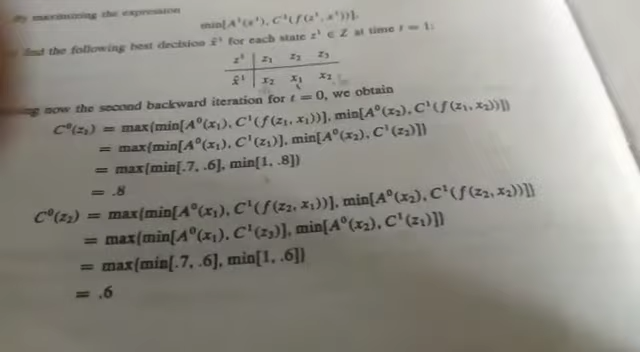 By maximizing the expression
min[A¹(x¹), C¹(f(z¹, x¹))],
find the following best decision x̂¹ for each state z¹ ∈ Z at time t = 1:
z¹ | z₁ z₂ z₃
x̂¹ | x₂ x₁ x₂
now the second backward iteration for t = 0, we obtain
C⁰(z₁) = max{min[A⁰(x₁), C¹(f(z₁, x₁))], min[A⁰(x₂), C¹(f(z₁, x₂))]}
= max{min[A⁰(x₁), C¹(z₁)], min[A⁰(x₂), C¹(z₂)]}
= max{min[.7, .6], min[1, .8]}
= .8
C⁰(z₂) = max{min[A⁰(x₁), C¹(f(z₂, x₁))], min[A⁰(x₂), C¹(f(z₂, x₂))]}
= max{min[A⁰(x₁), C¹(z₃)], min[A⁰(x₂), C¹(z₁)]}
= max{min[.7, .6], min[1, .6]}
= .6